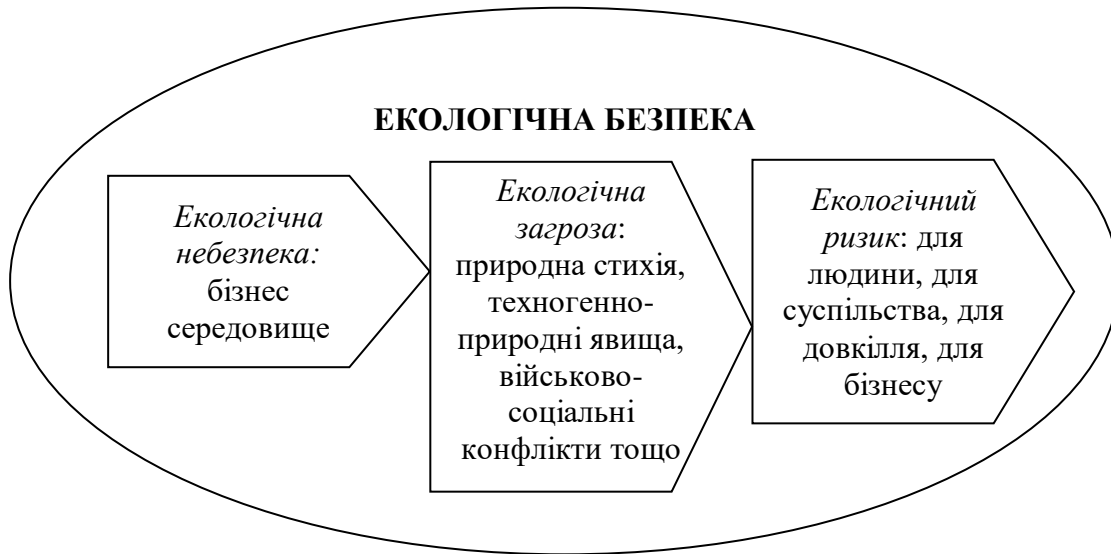 ЕКОЛОГІЧНА БЕЗПЕКА
Екологічна
небезпека:
бізнес
середовище
Екологічна
загроза:
природна стихія,
техногенно-
природні явища,
військово-
соціальні
конфлікти тощо
Екологічний
ризик: для
людини, для
суспільства, для
довкілля, для
бізнесу